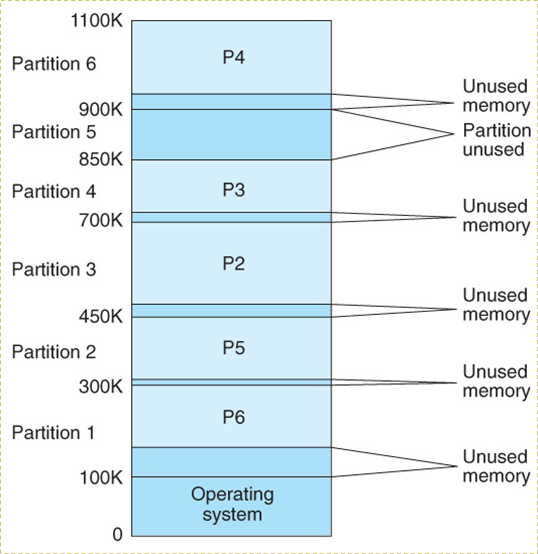 1100K
Partition 6
P4
Unused
memory
900K
Partition 5
Partition
unused
850K
Partition 4
P3
Unused
memory
700K
Partition 3
P2
Unused
memory
450K
Partition 2
P5
Unused
memory
300K
Partition 1
P6
Unused
memory
100K
Operating
system
0